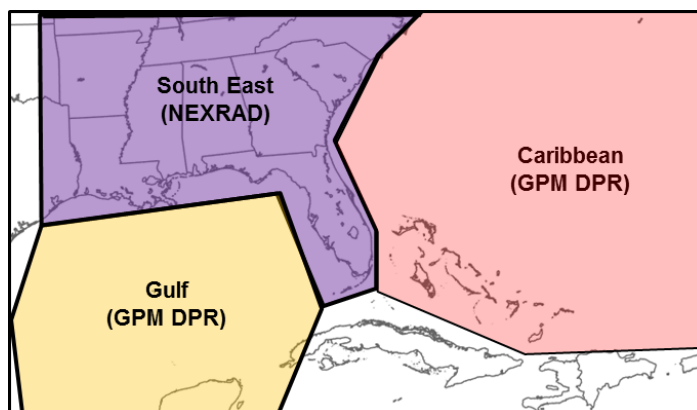 South East
(NEXRAD)
Caribbean
(GPM DPR)
Gulf
(GPM DPR)